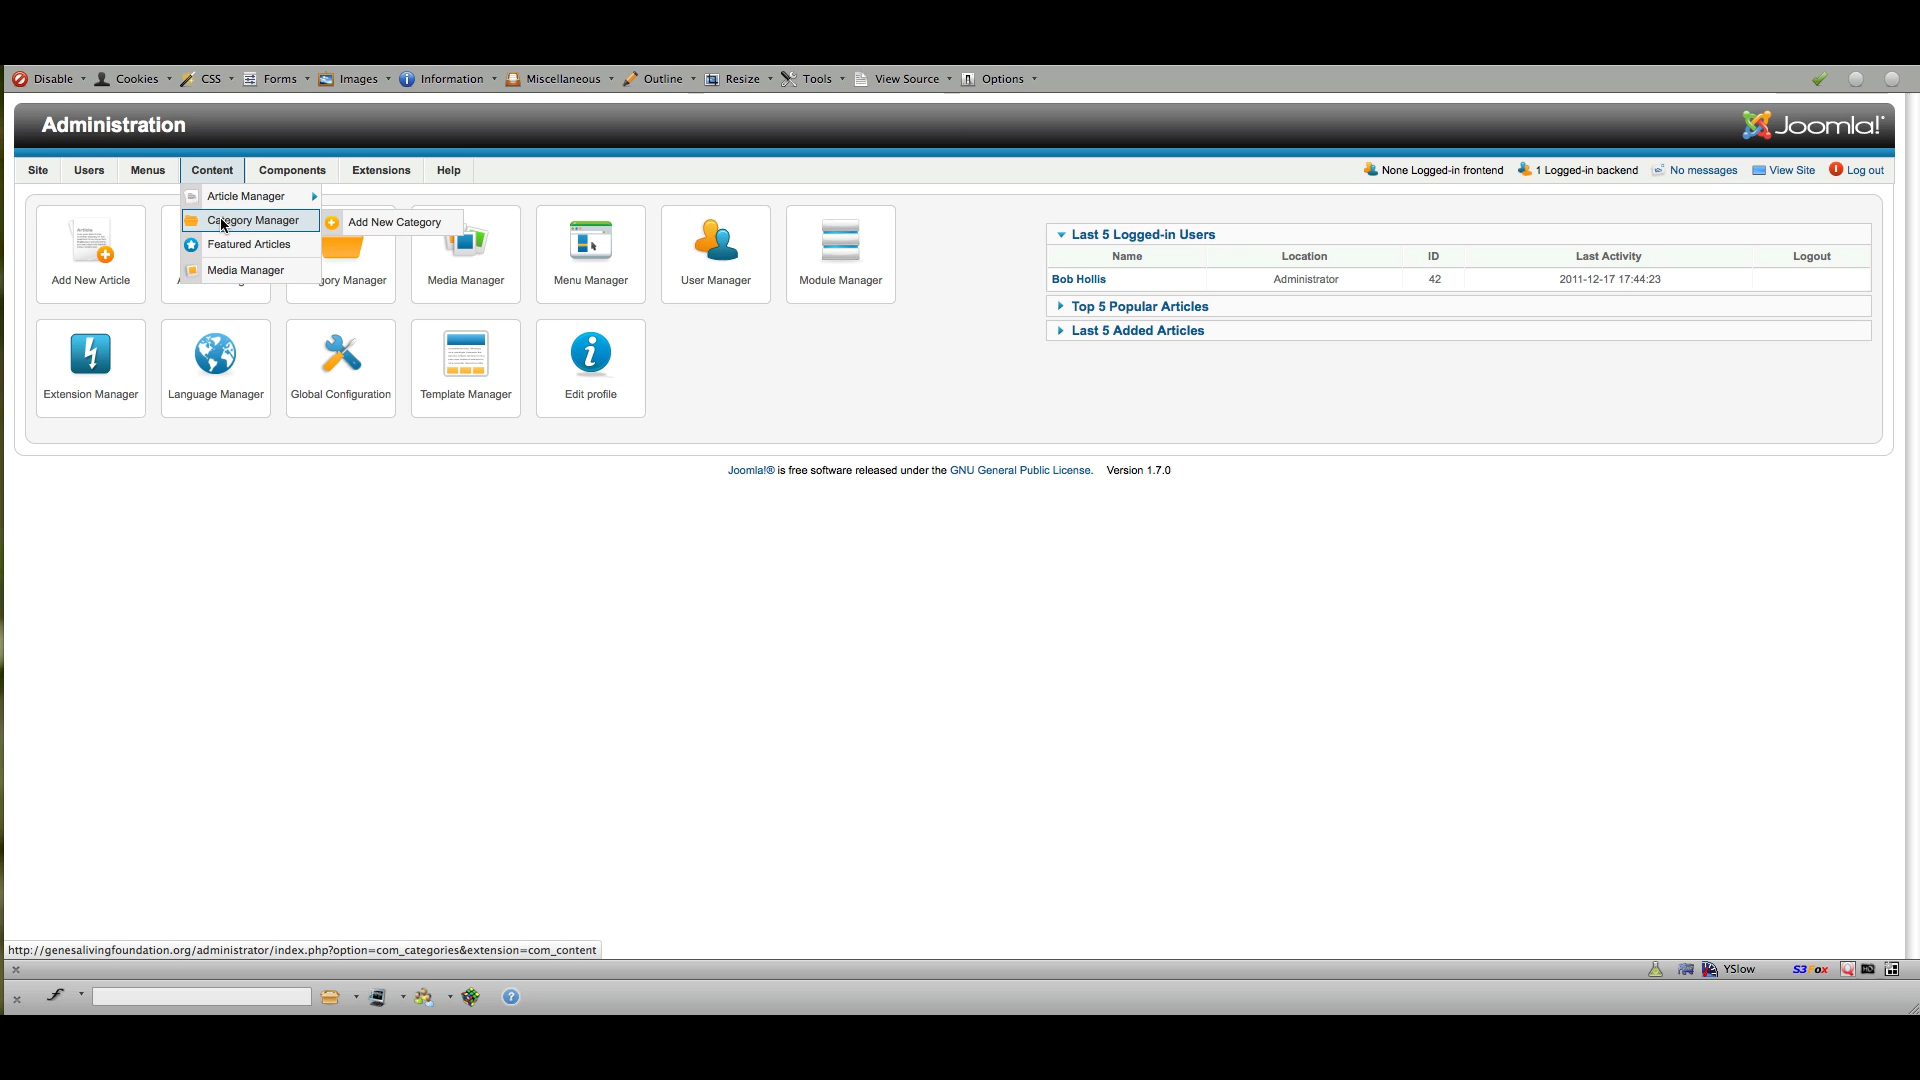 Disable Cookies CSS Forms Images Information Miscellaneous Outline Resize Tools View Source Options
Administration
Joomla!
Site Users Menus Content Components Extensions Help
None Logged-in frontend 1 Logged-in backend No messages View Site Log out
Article Manager
Category Manager
Add New Category
Featured Articles
Media Manager
Add New Article
gory Manager
Media Manager
Menu Manager
User Manager
Module Manager
Extension Manager
Language Manager
Global Configuration
Template Manager
Edit profile
Last 5 Logged-in Users
Name Location ID Last Activity Logout
Bob Hollis Administrator 42 2011-12-17 17:44:23
Top 5 Popular Articles
Last 5 Added Articles
Joomla!® is free software released under the GNU General Public License. Version 1.7.0
http://genesalivingfoundation.org/administrator/index.php?option=com_categories&extension=com_content
YSlow S3Fox